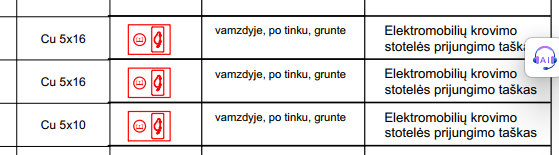 Cu 5x16
vamzdyje, po tinku, grunte
Elektromobilių krovimo
stotelės prijungimo taškas
Cu 5x16
vamzdyje, po tinku, grunte
Elektromobilių krovimo
stotelės prijungimo taškas
Cu 5x10
vamzdyje, po tinku, grunte
Elektromobilių krovimo
stotelės prijungimo taškas
AI